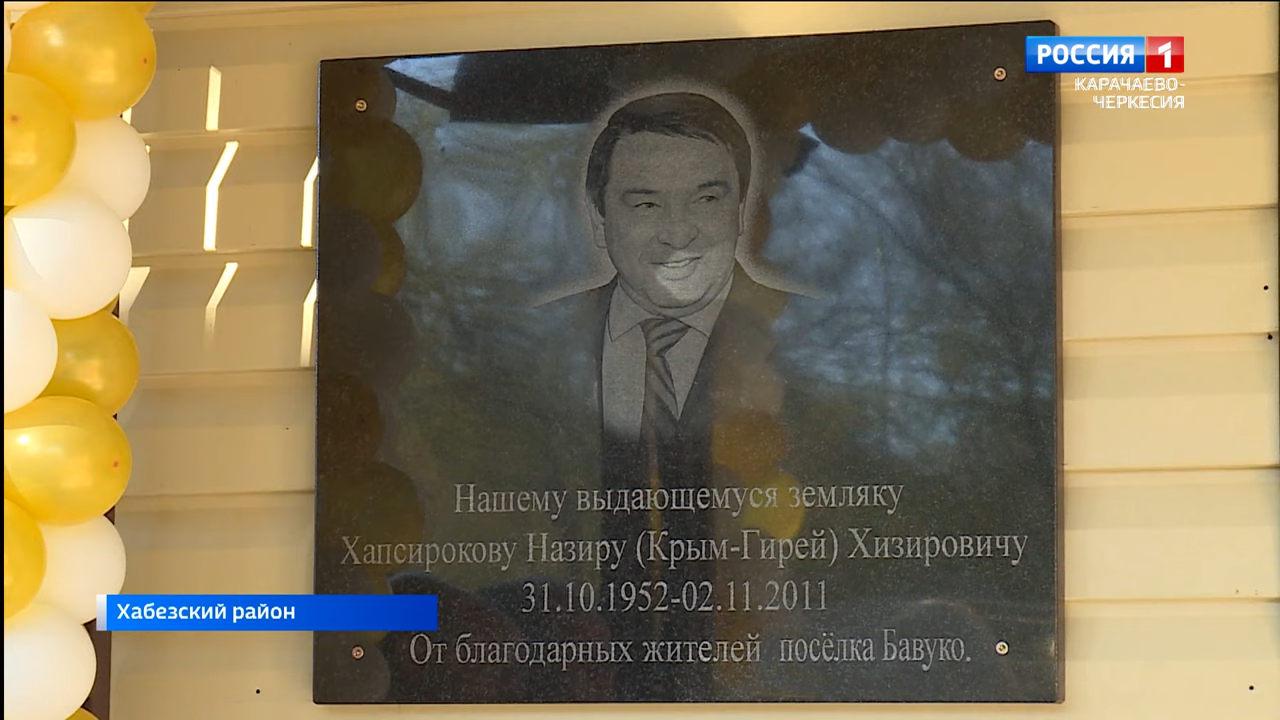 РОССИЯ 1
КАРАЧАЕВО-
ЧЕРКЕСИЯ
Нашему выдающемуся земляку
Хапсирокову Назиру (Крым-Гирей) Хизировичу
31.10.1952-02.11.2011
От благодарных жителей посёлка Бавуко.
Хабезский район